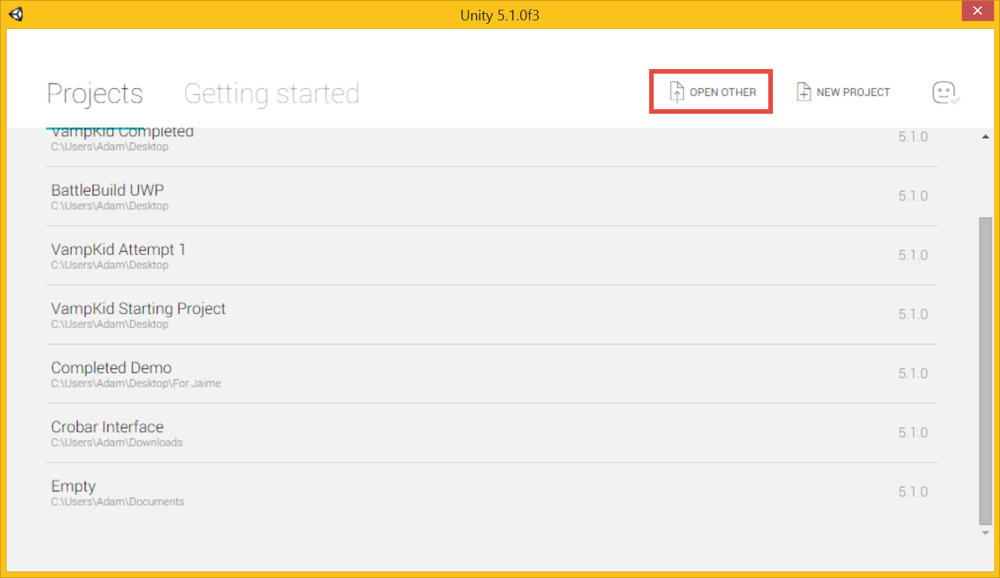 Unity 5.1.0f3
Projects
Getting started
OPEN OTHER
NEW PROJECT
VampKid Completed
5.1.0
C:\Users\Adam\Desktop
BattleBuild UWP
5.1.0
C:\Users\Adam\Desktop
VampKid Attempt 1
5.1.0
C:\Users\Adam\Desktop
VampKid Starting Project
5.1.0
C:\Users\Adam\Desktop
Completed Demo
5.1.0
C:\Users\Adam\Desktop\For Jaime
Crobar Interface
5.1.0
C:\Users\Adam\Downloads
Empty
5.1.0
C:\Users\Adam\Documents